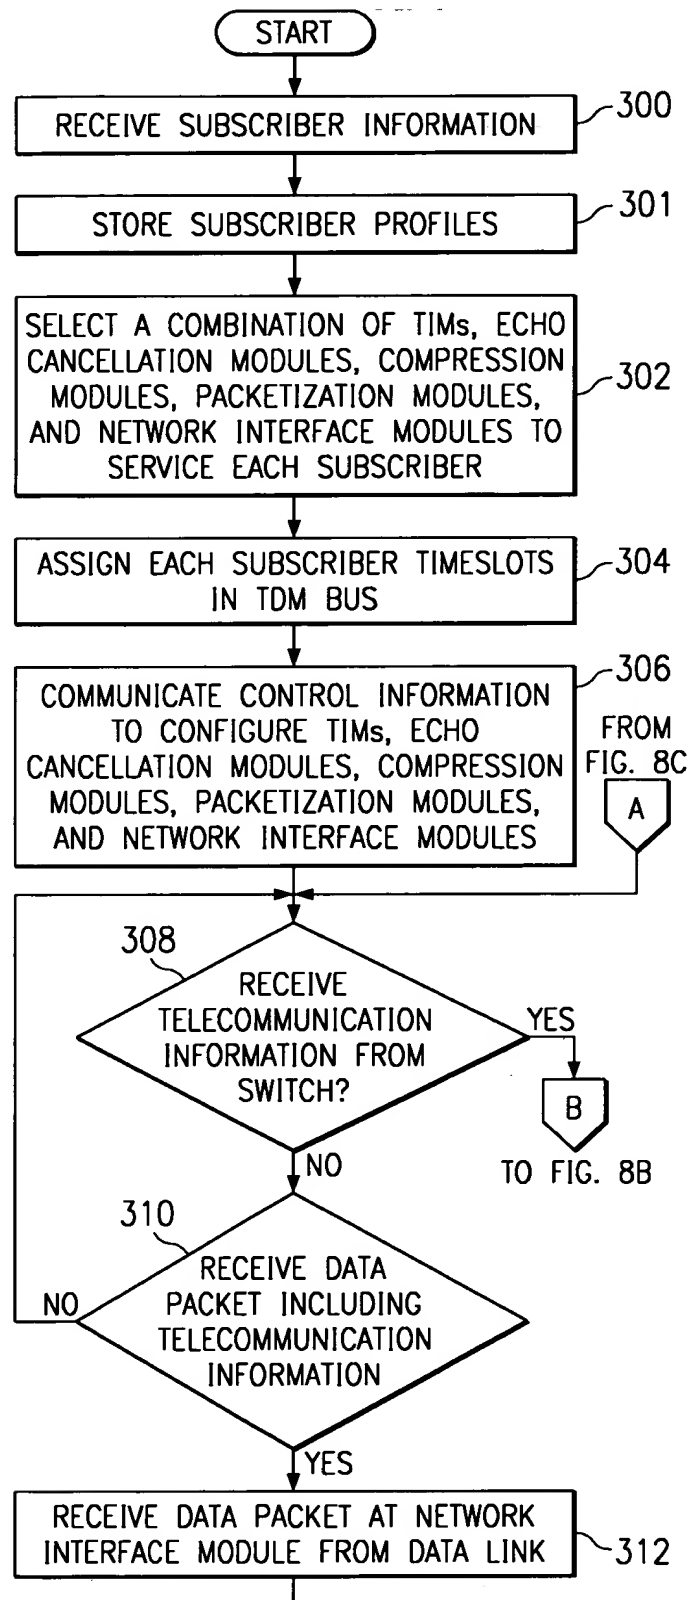 START
RECEIVE SUBSCRIBER INFORMATION
300
STORE SUBSCRIBER PROFILES
301
SELECT A COMBINATION OF TIMs, ECHO
CANCELLATION MODULES, COMPRESSION
MODULES, PACKETIZATION MODULES,
AND NETWORK INTERFACE MODULES TO
SERVICE EACH SUBSCRIBER
302
ASSIGN EACH SUBSCRIBER TIMESLOTS
IN TDM BUS
304
COMMUNICATE CONTROL INFORMATION
TO CONFIGURE TIMs, ECHO
CANCELLATION MODULES, COMPRESSION
MODULES, PACKETIZATION MODULES,
AND NETWORK INTERFACE MODULES
306
FROM
FIG. 8C
A
308
RECEIVE
TELECOMMUNICATION
INFORMATION FROM
SWITCH?
YES
B
TO FIG. 8B
NO
310
RECEIVE DATA
PACKET INCLUDING
TELECOMMUNICATION
INFORMATION
NO
YES
RECEIVE DATA PACKET AT NETWORK
INTERFACE MODULE FROM DATA LINK
312